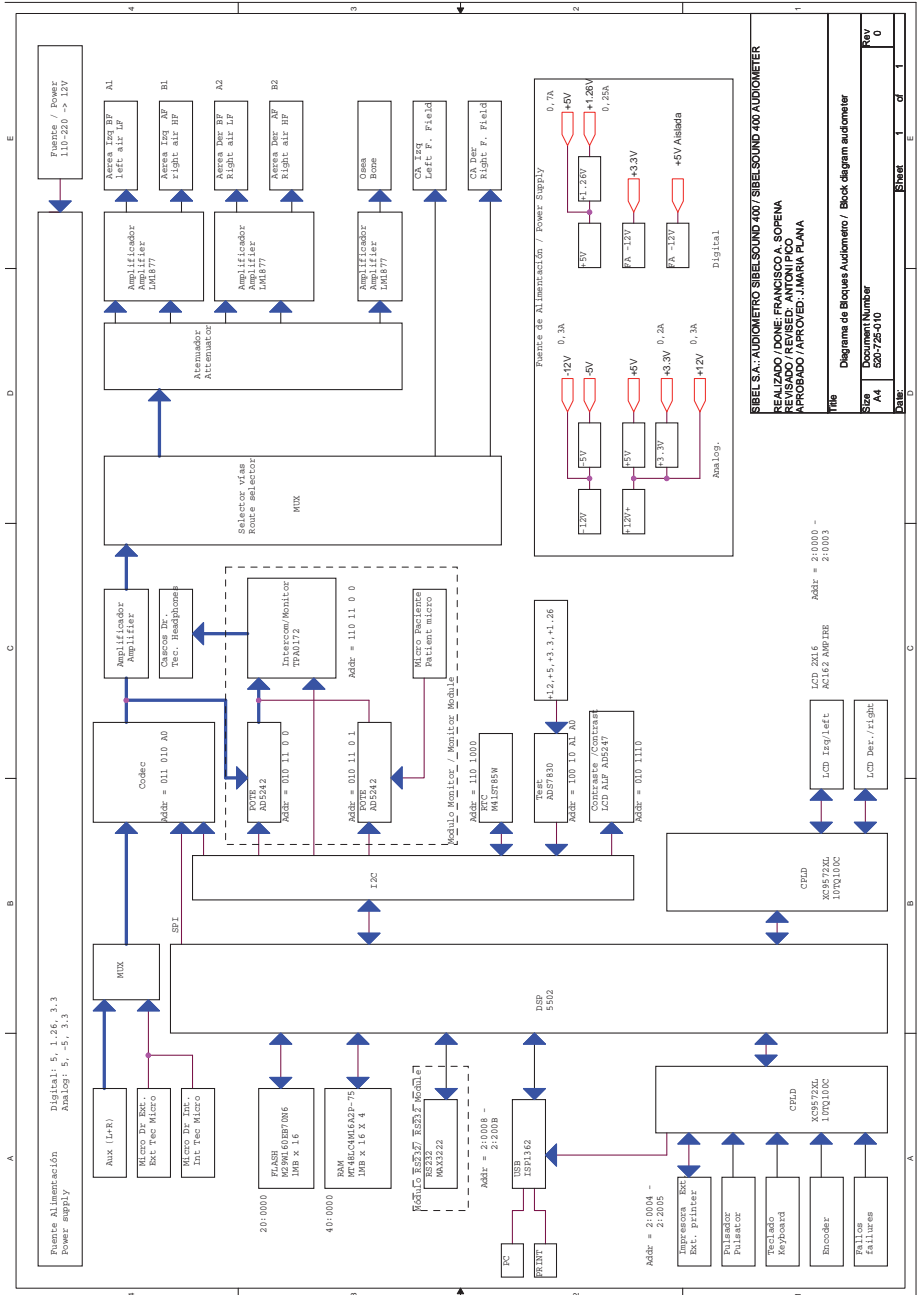 Fuente Alimentación
Power supply
Digital: 5, 1.26, 3.3
Analog: 5, -5, 3.3
Fuente / Power
110-220 -> 12V
Aux (L+R)
Micro Dr Ext.
Ext Tec Micro
Micro Dr Int.
Int Tec Micro
MUX
SPI
Codec
Addr = 011 010 A0
Amplificador
Amplifier
Cascos Dr.
Tec. Headphones
Selector vías
Route selector
MUX
Atenuador
Attenuator
Amplificador
Amplifier
LM1877
Amplificador
Amplifier
LM1877
Amplificador
Amplifier
LM1877
Aerea Izq BF
left air LF
A1
Aerea Izq AF
right air HF
B1
Aerea Der BF
Right air LF
A2
Aerea Der AF
Right air HF
B2
Osea
Bone
CA Izq
Left F. Field
CA Der
Right F. Field
20:0000
FLASH
M29W160EB70N6
1MB x 16
40:0000
RAM
MT48LC4M16A2P-75
1MB x 16 X 4
Módulo RS232/ RS232 Module
RS232
MAX3222
Addr = 2:0008 -
2:200B
USB
ISP1362
PC
PRINT
DSP
5502
I2C
POTE
AD5242
Addr = 010 11 0 0
POTE
AD5242
Addr = 010 11 0 1
Intercom/Monitor
TPA0172
Addr = 110 11 0 0
Micro Paciente
Patient micro
Modulo Monitor / Monitor Module
Addr = 110 1000
RTC
M41ST85W
Test
ADS7830
Addr = 100 10 A1 A0
+12,+5,+3.3,+1.26
Contraste /Contrast
LCD ALF AD5247
Addr = 010 1110
Addr = 2:0004 -
2:2005
Impresora Ext
Ext. printer
Pulsador
Pulsator
Teclado
Keyboard
Encoder
Fallos
failures
CPLD
XC9572XL
10TQ100C
CPLD
XC9572XL
10TQ100C
LCD Izq/left
LCD Der./right
LCD 2X16
AC162 AMPIRE
Addr = 2:0000 -
2:0003
Fuente de Alimentación / Power Supply
-12V
-5V
-12V
0,3A
-5V
+12V+
+5V
+3.3V
+5V
+3.3V
0,2A
+12V
0,3A
Analog.
+5V
+1.26V
0,7A
+5V
+1.26V
0,25A
FA -12V
+3.3V
FA -12V
+5V Aislada
Digital
SIBEL S.A.: AUDIOMETRO SIBELSOUND 400 / SIBELSOUND 400 AUDIOMETER
REALIZADO / DONE: FRANCISCO A. SOPENA
REVISADO / REVISED: ANTONI PICO
APROBADO / APROVED: J.MARIA PLANA
Title
Diagrama de Bloques Audiometro / Block diagram audiometer
Size
A4
Document Number
520-725-010
Rev
0
Date:
Sheet
1
of
1
A
B
C
D
E
A
B
C
D
E
4
3
2
1
4
3
2
1